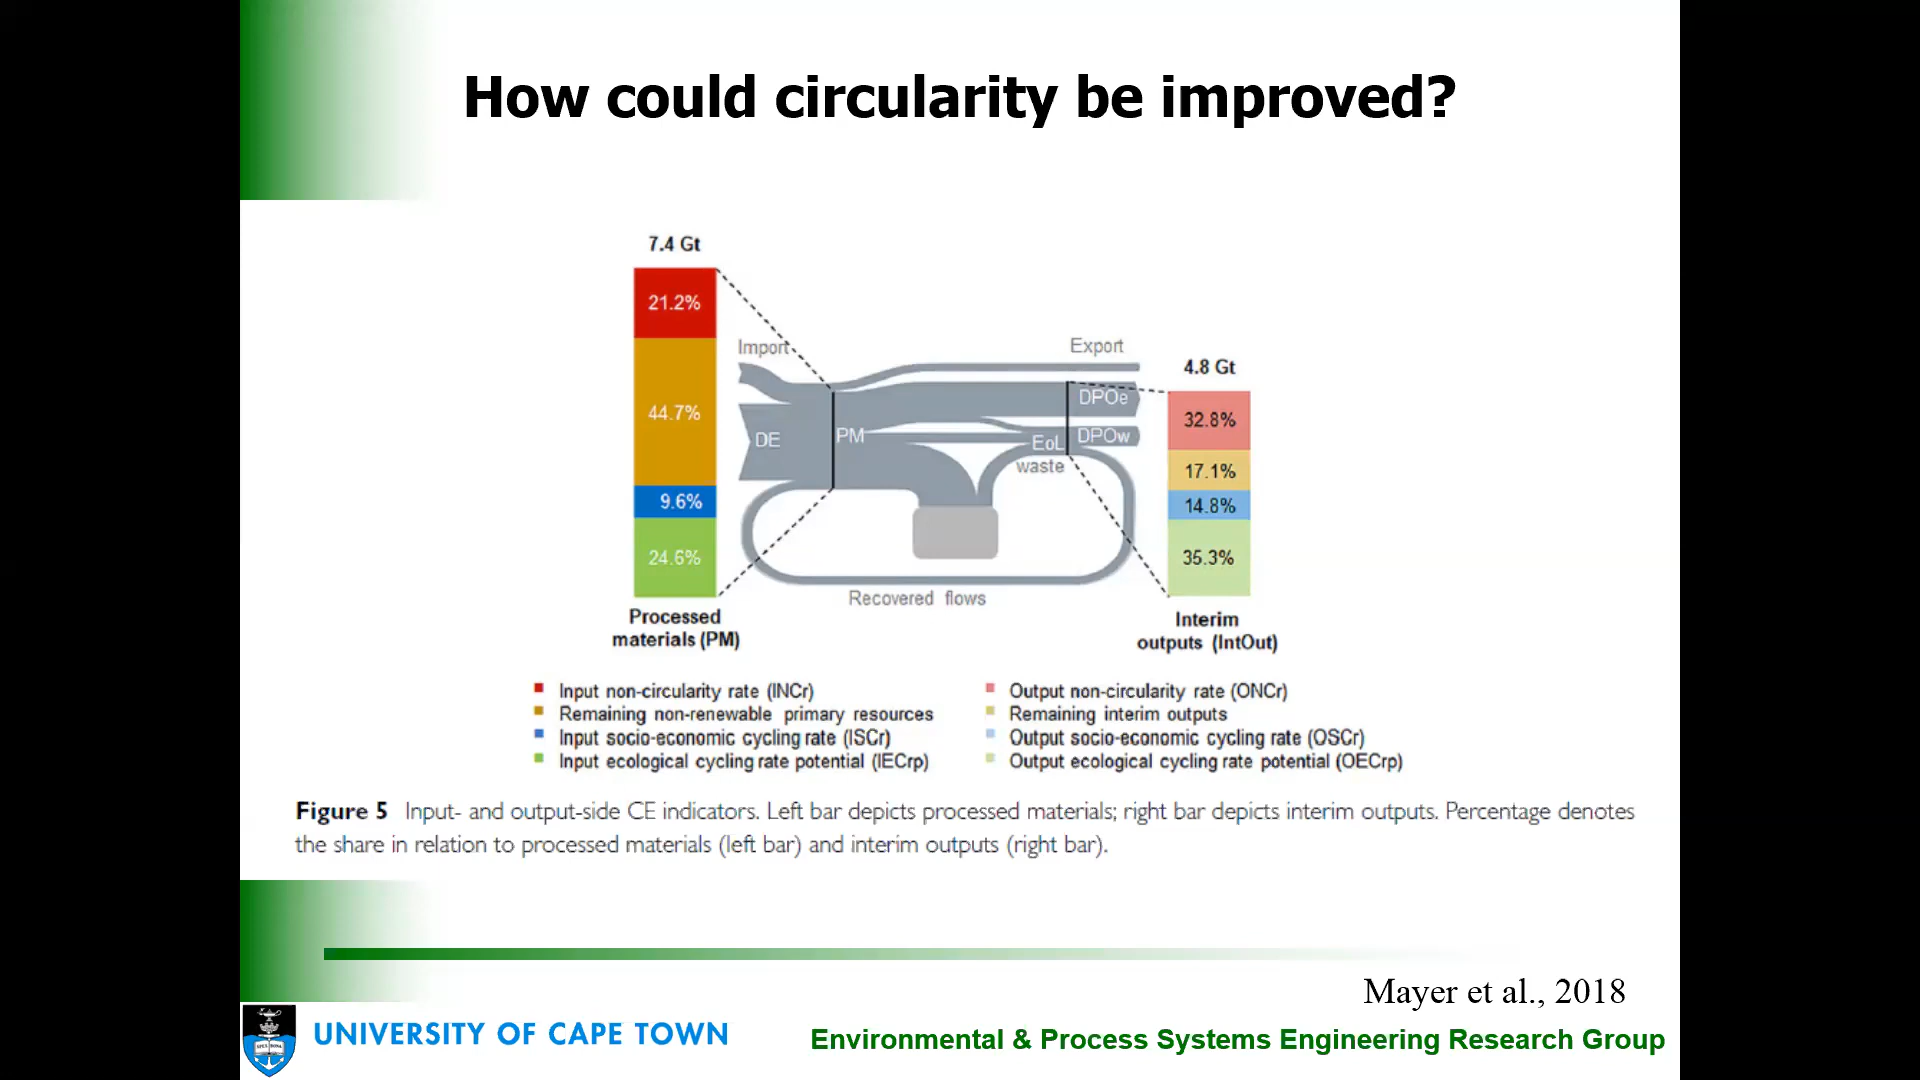 How could circularity be improved?
7.4 Gt
21.2%
44.7%
9.6%
24.6%
Processed
materials (PM)
Import
DE
PM
Export
DPOe
DPOw
EoL
waste
Recovered flows
4.8 Gt
32.8%
17.1%
14.8%
35.3%
Interim
outputs (IntOut)
Input non-circularity rate (INCr)
Remaining non-renewable primary resources
Input socio-economic cycling rate (ISCr)
Input ecological cycling rate potential (IECrp)
Output non-circularity rate (ONCr)
Remaining interim outputs
Output socio-economic cycling rate (OSCr)
Output ecological cycling rate potential (OECrp)
Figure 5 Input- and output-side CE indicators. Left bar depicts processed materials; right bar depicts interim outputs. Percentage denotes
the share in relation to processed materials (left bar) and interim outputs (right bar).
Mayer et al., 2018
UNIVERSITY OF CAPE TOWN
Environmental & Process Systems Engineering Research Group